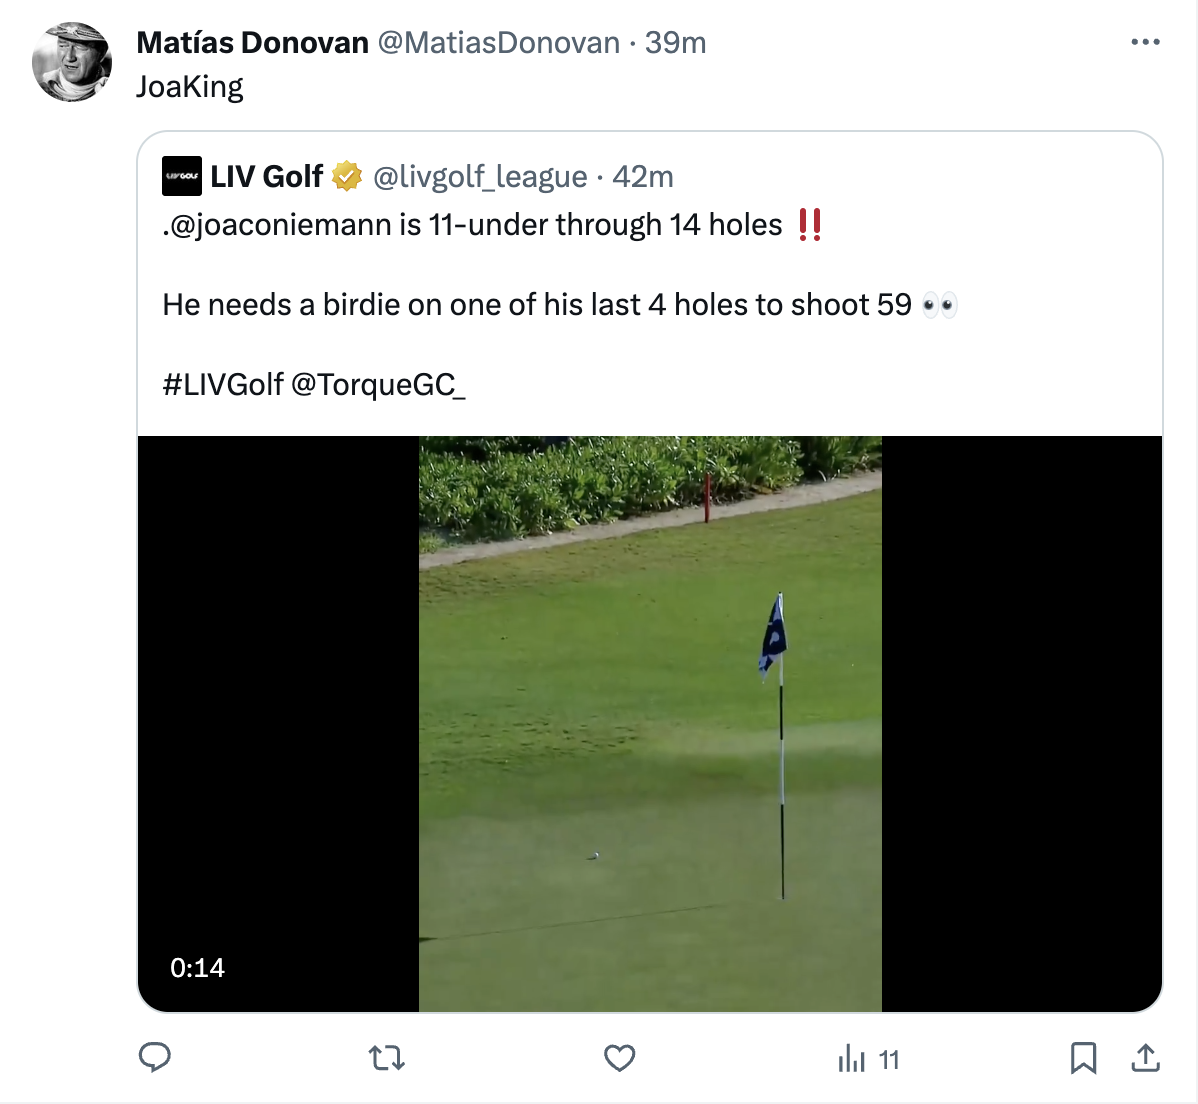 Matías Donovan @MatiasDonovan · 39m
JoaKing
LIV GOLF
LIV Golf @livgolf_league · 42m
.@joaconiemann is 11-under through 14 holes ‼️
He needs a birdie on one of his last 4 holes to shoot 59 👀
#LIVGolf @TorqueGC_
0:14
11